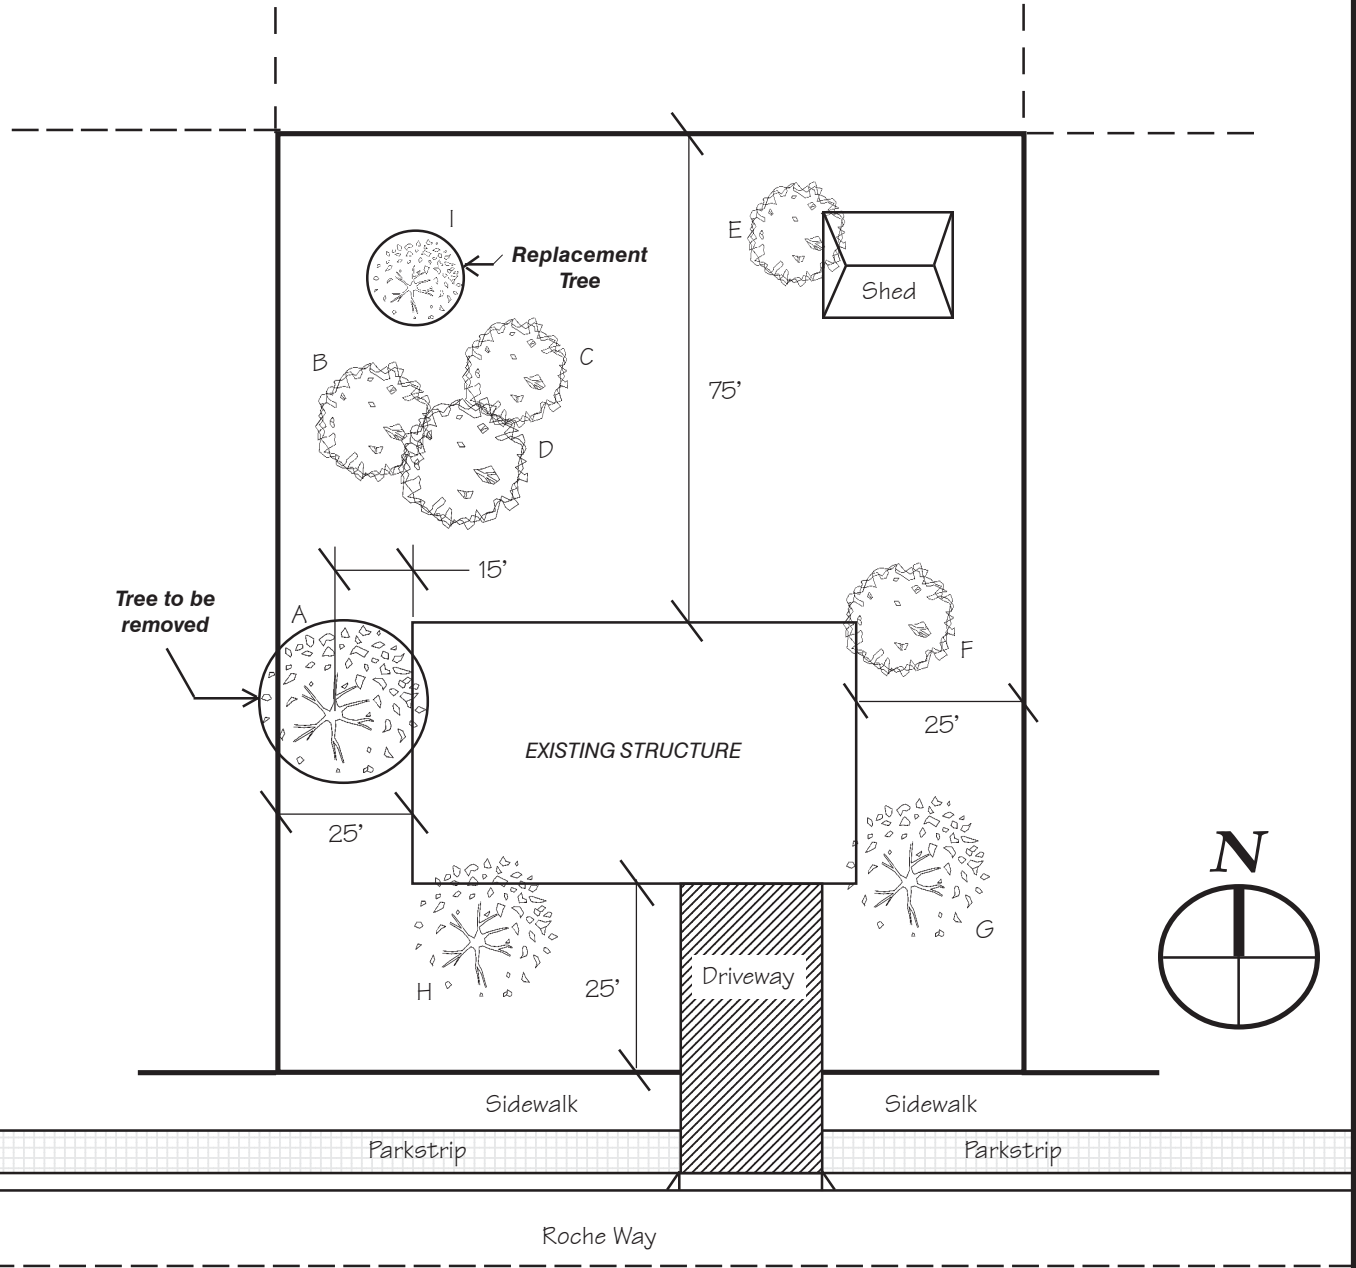 I
E
Replacement
Tree
Shed
B
C
75'
D
15'
Tree to be
removed
A
F
25'
EXISTING STRUCTURE
25'
N
G
Driveway
H
25'
Sidewalk
Sidewalk
Parkstrip
Parkstrip
Roche Way